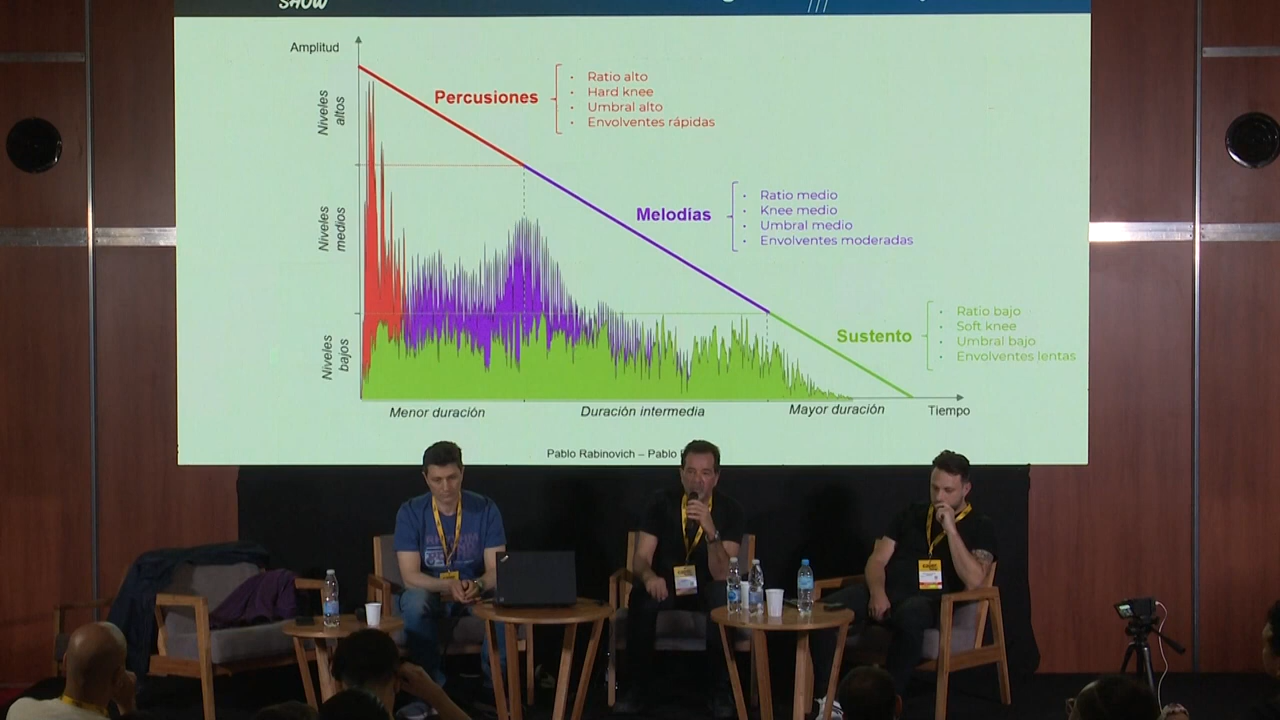 SHOW
Amplitud
Niveles altos
Percusiones
• Ratio alto
• Hard knee
• Umbral alto
• Envolventes rápidas
Niveles medios
Melodías
• Ratio medio
• Knee medio
• Umbral medio
• Envolventes moderadas
Niveles bajos
Sustento
• Ratio bajo
• Soft knee
• Umbral bajo
• Envolventes lentas
Menor duración
Duración intermedia
Mayor duración
Tiempo
Pablo Rabinovich – Pablo